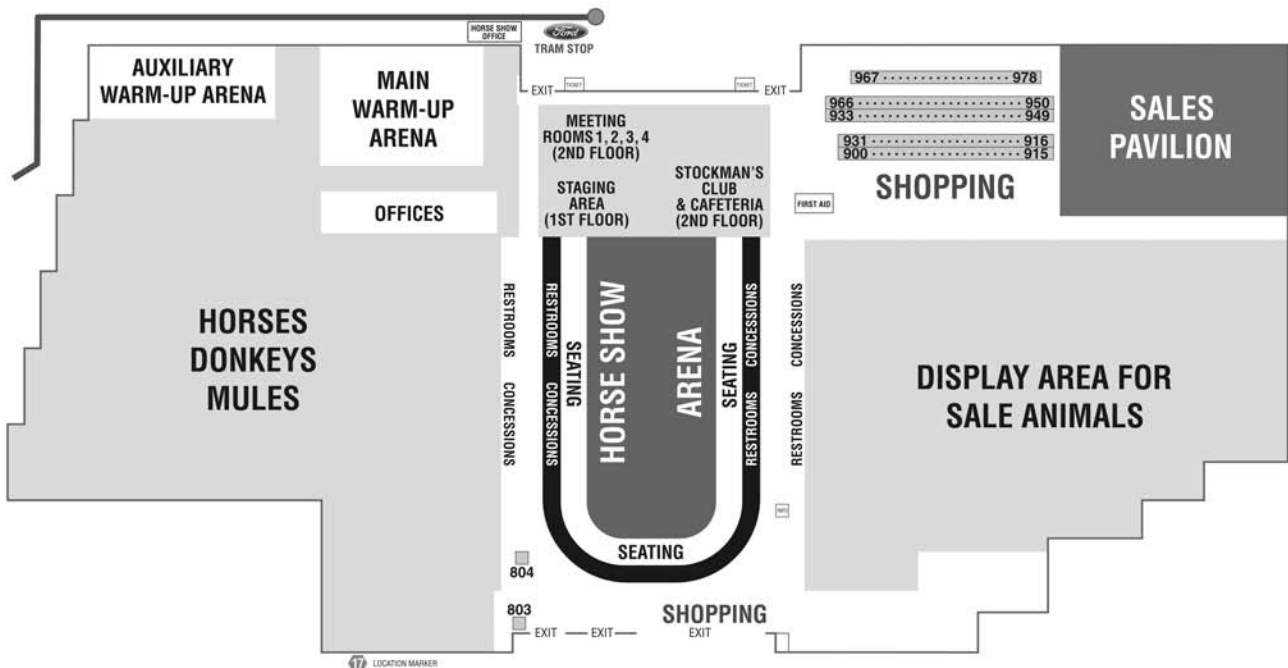 HORSE SHOW
OFFICE
Ford
TRAM STOP
AUXILIARY
WARM-UP ARENA
MAIN
WARM-UP
ARENA
EXIT
TICKET
TICKET
EXIT
967 978
966 950
933 949
931 916
900 915
SALES
PAVILION
MEETING
ROOMS 1, 2, 3, 4
(2ND FLOOR)
STAGING
AREA
(1ST FLOOR)
STOCKMAN'S
CLUB
& CAFETERIA
(2ND FLOOR)
SHOPPING
FIRST AID
OFFICES
HORSES
DONKEYS
MULES
RESTROOMS CONCESSIONS
RESTROOMS CONCESSIONS
SEATING
HORSE SHOW
ARENA
SEATING
RESTROOMS CONCESSIONS
RESTROOMS CONCESSIONS
DISPLAY AREA FOR
SALE ANIMALS
INFO
SEATING
804
803
SHOPPING
EXIT EXIT EXIT
17 LOCATION MARKER